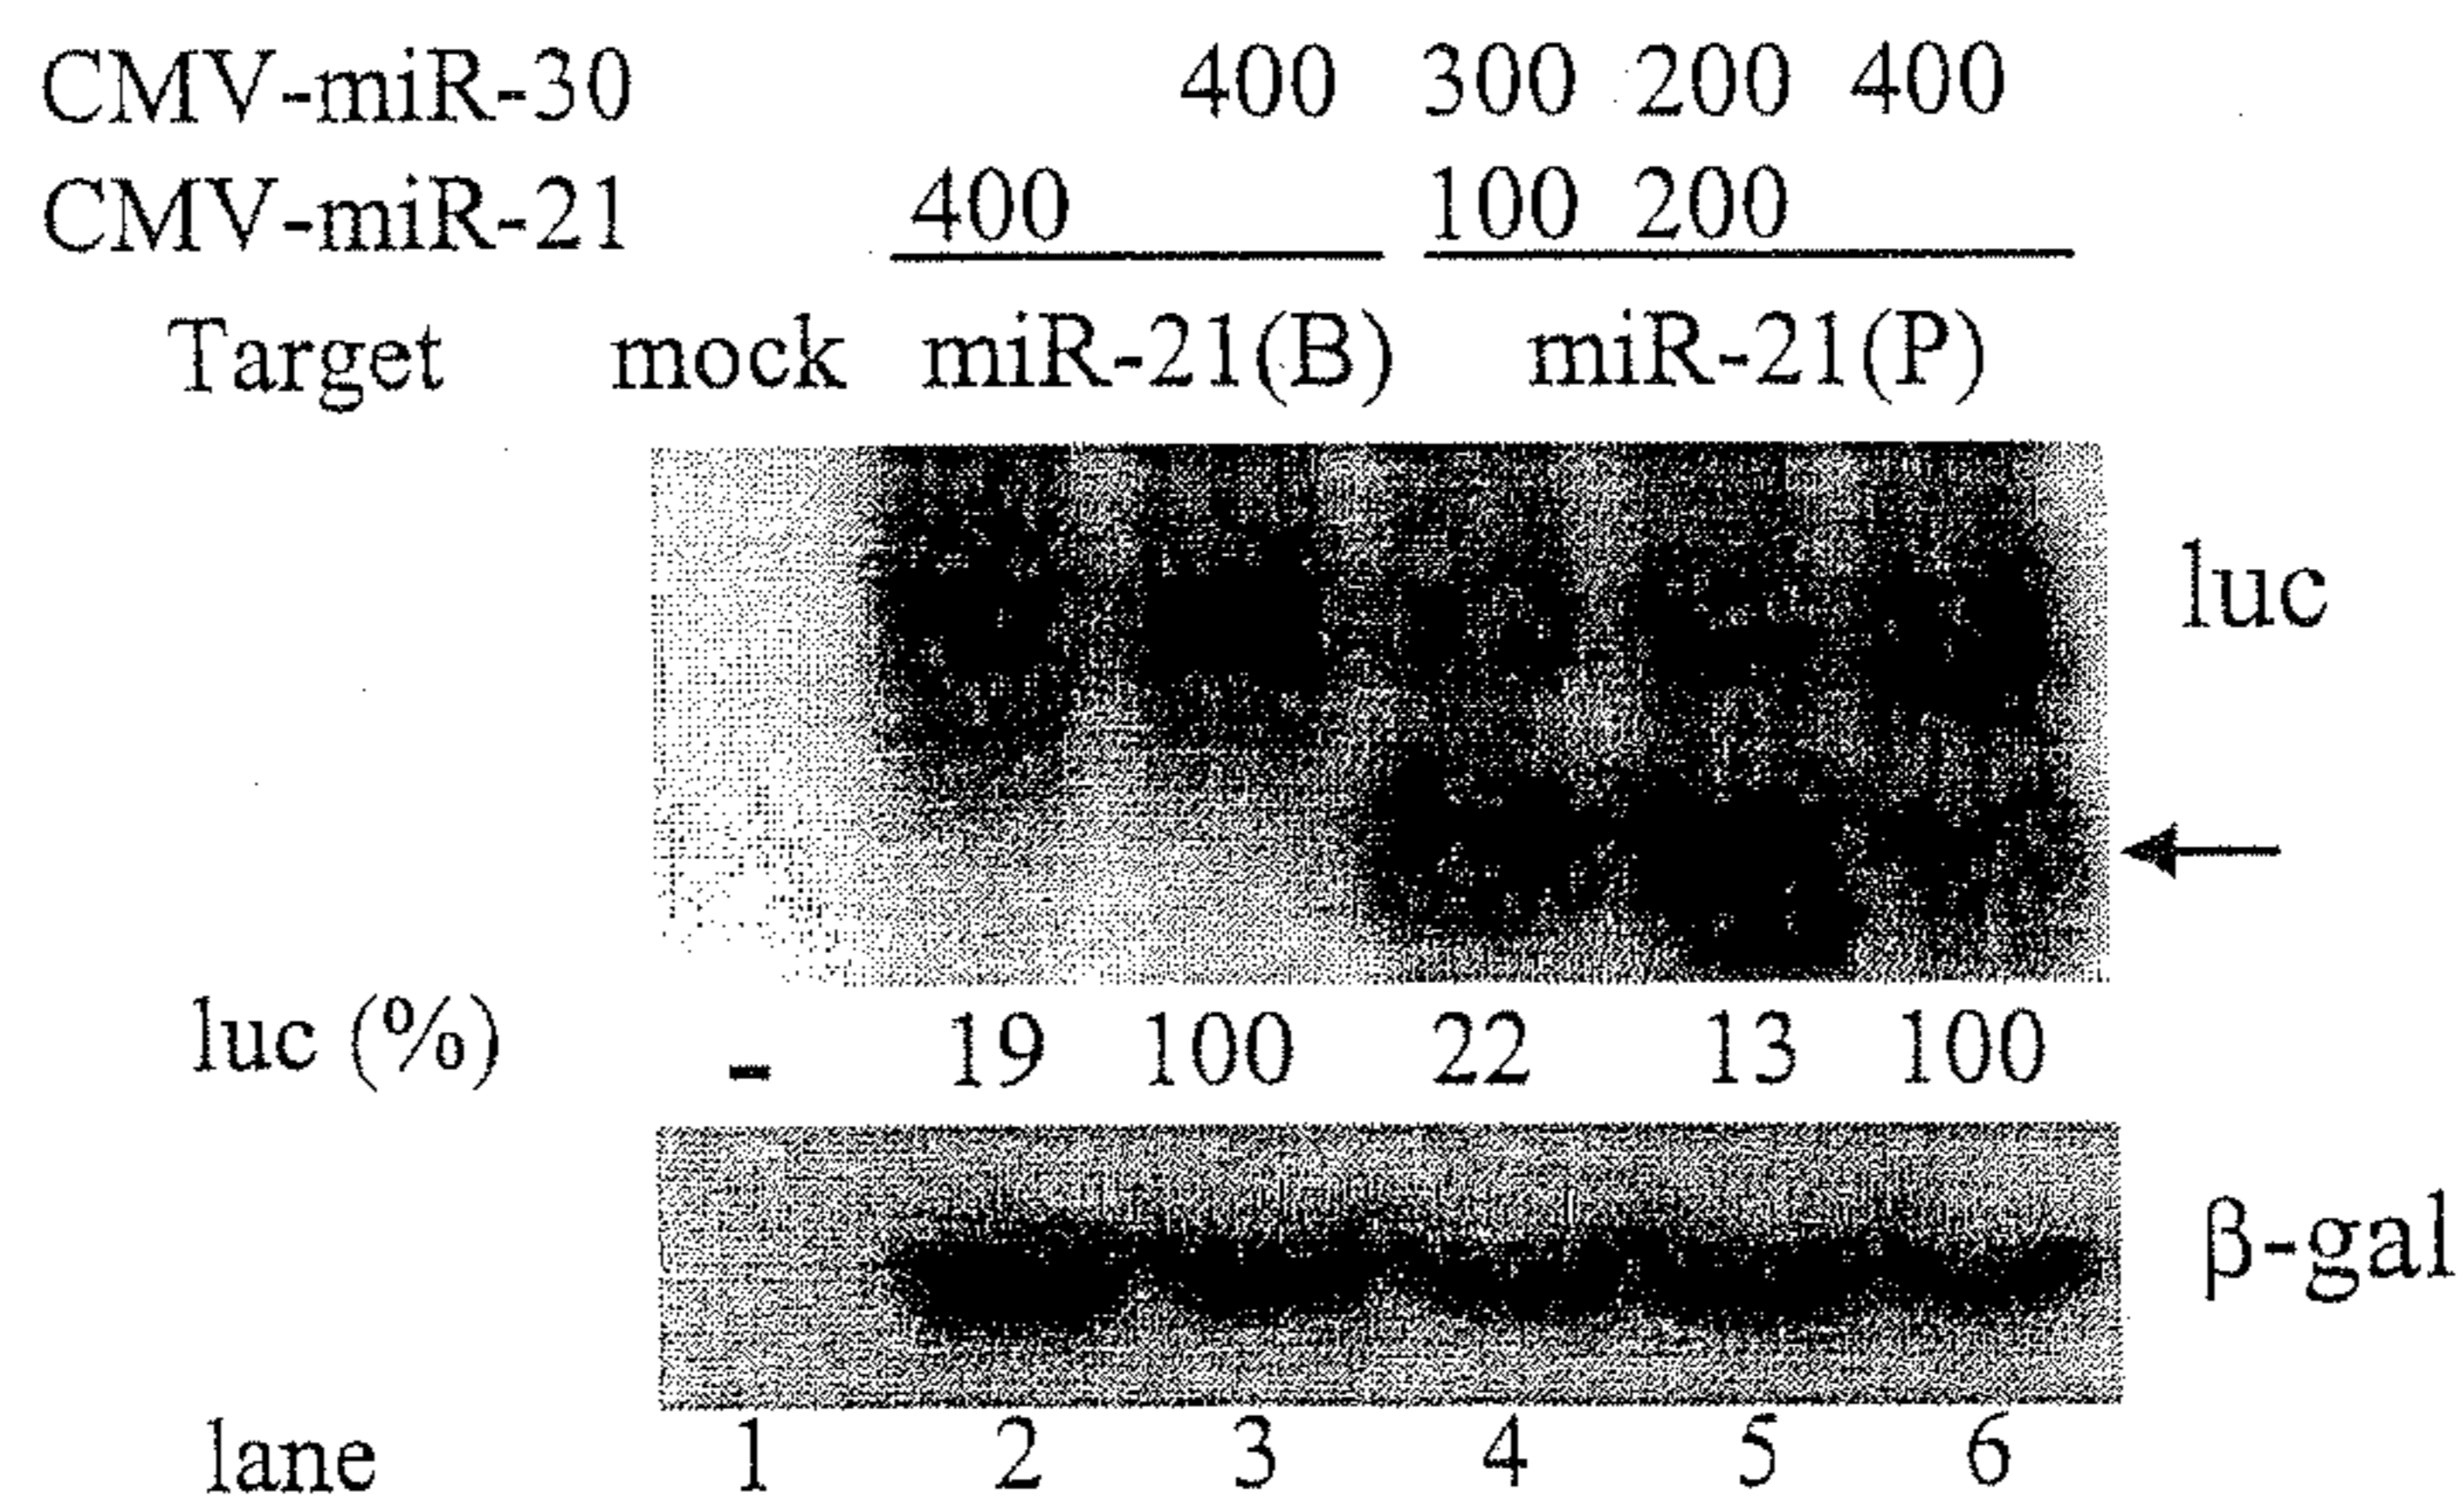 CMV-miR-30 400 300 200 400
CMV-miR-21 400 100 200
Target mock miR-21(B) miR-21(P)
luc
luc (%) - 19 100 22 13 100
β-gal
lane 1 2 3 4 5 6